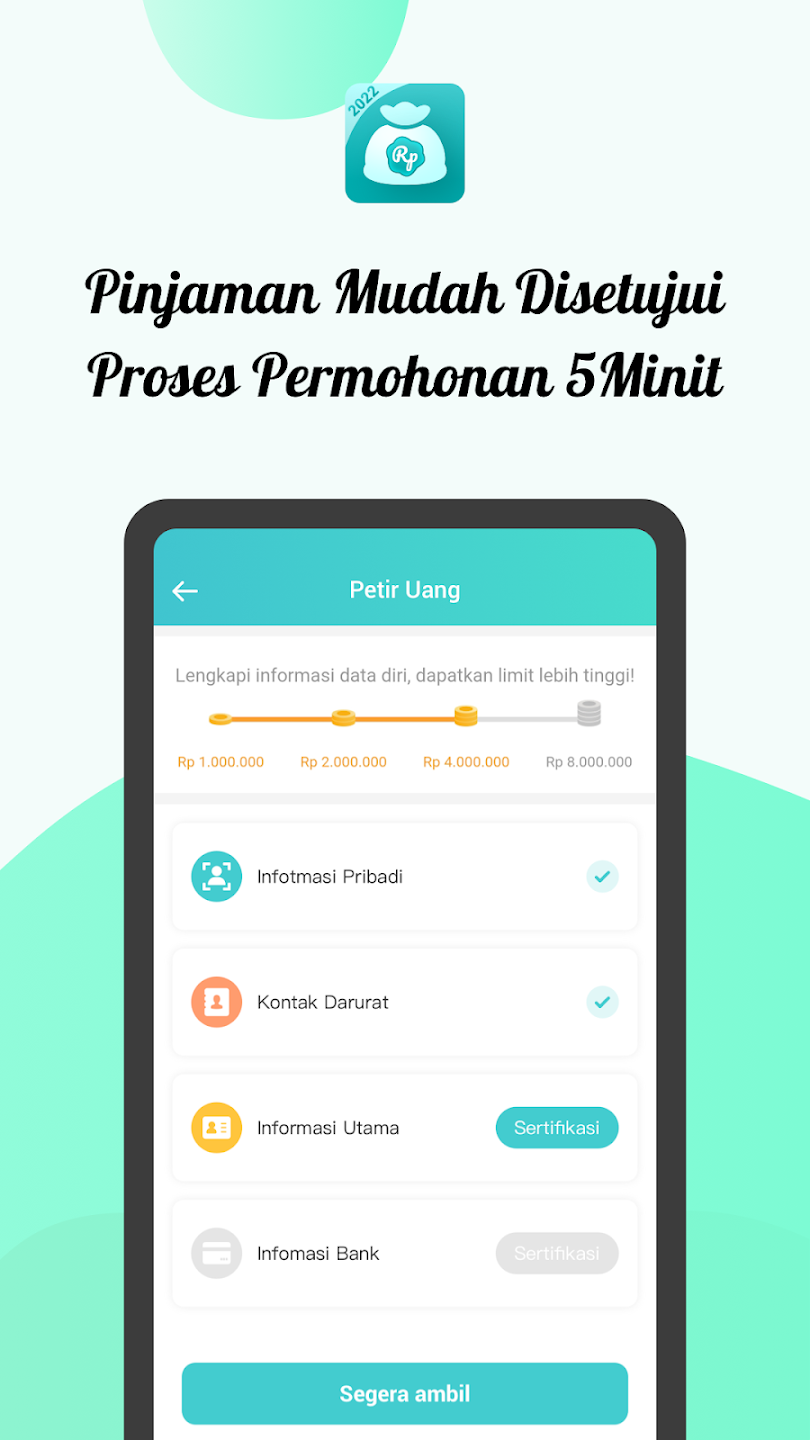 2022
Rp
Pinjaman Mudah Disetujui
Proses Permohonan 5Minit
Petir Uang
Lengkapi informasi data diri, dapatkan limit lebih tinggi!
Rp 1.000.000 Rp 2.000.000 Rp 4.000.000 Rp 8.000.000
Infotmasi Pribadi
Kontak Darurat
Informasi Utama Sertifikasi
Infomasi Bank Sertifikasi
Segera ambil